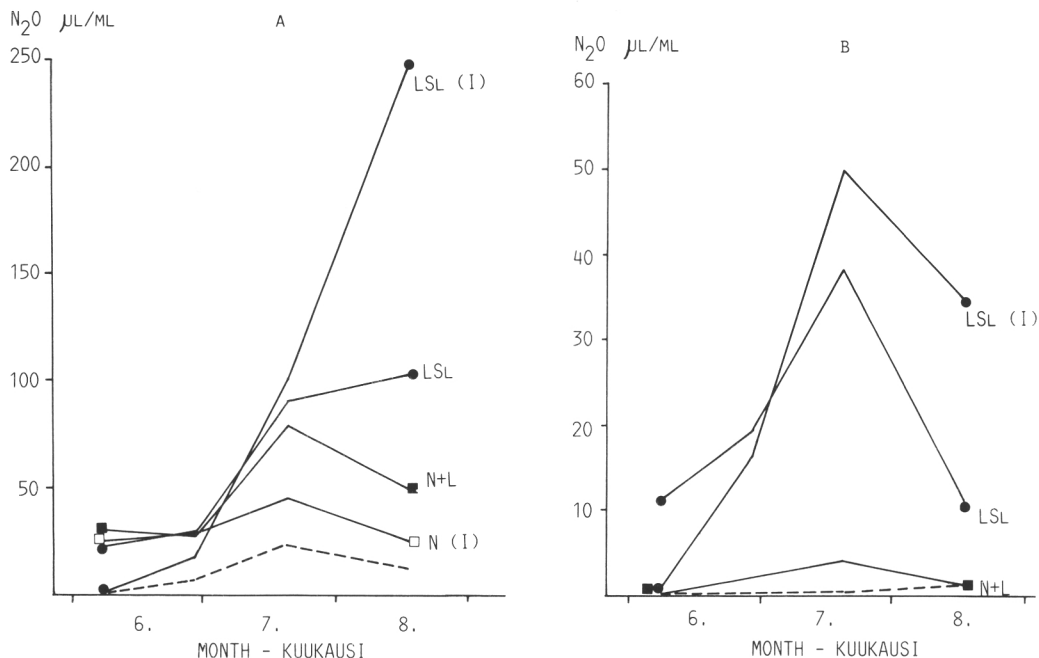 N2O µL/ML A
250
LSL (I)
200
150
100
LSL
50
N+L
N (I)
6. 7. 8.
MONTH - KUUKAUSI
N2O µL/ML B
60
50
40
30
LSL (I)
20
10
LSL
0
N+L
6. 7. 8.
MONTH - KUUKAUSI